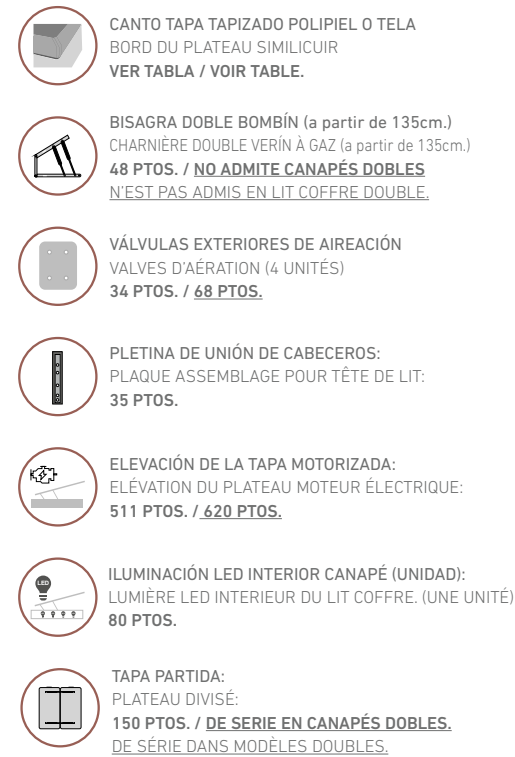 CANTO TAPA TAPIZADO POLIPIEL O TELA
BORD DU PLATEAU SIMILICUIR
VER TABLA / VOIR TABLE.
BISAGRA DOBLE BOMBÍN (a partir de 135cm.)
CHARNIÈRE DOUBLE VERÍN À GAZ (a partir de 135cm.)
48 PTOS. / NO ADMITE CANAPÉS DOBLES
N'EST PAS ADMIS EN LIT COFFRE DOUBLE.
VÁLVULAS EXTERIORES DE AIREACIÓN
VALVES D'AÉRATION (4 UNITÉS)
34 PTOS. / 68 PTOS.
PLETINA DE UNIÓN DE CABECEROS:
PLAQUE ASSEMBLAGE POUR TÊTE DE LIT:
35 PTOS.
ELEVACIÓN DE LA TAPA MOTORIZADA:
ELÉVATION DU PLATEAU MOTEUR ÉLECTRIQUE:
511 PTOS. / 620 PTOS.
LED
ILUMINACIÓN LED INTERIOR CANAPÉ (UNIDAD):
LUMIÈRE LED INTERIEUR DU LIT COFFRE. (UNE UNITÉ)
80 PTOS.
TAPA PARTIDA:
PLATEAU DIVISÉ:
150 PTOS. / DE SERIE EN CANAPÉS DOBLES.
DE SÉRIE DANS MODÈLES DOUBLES.